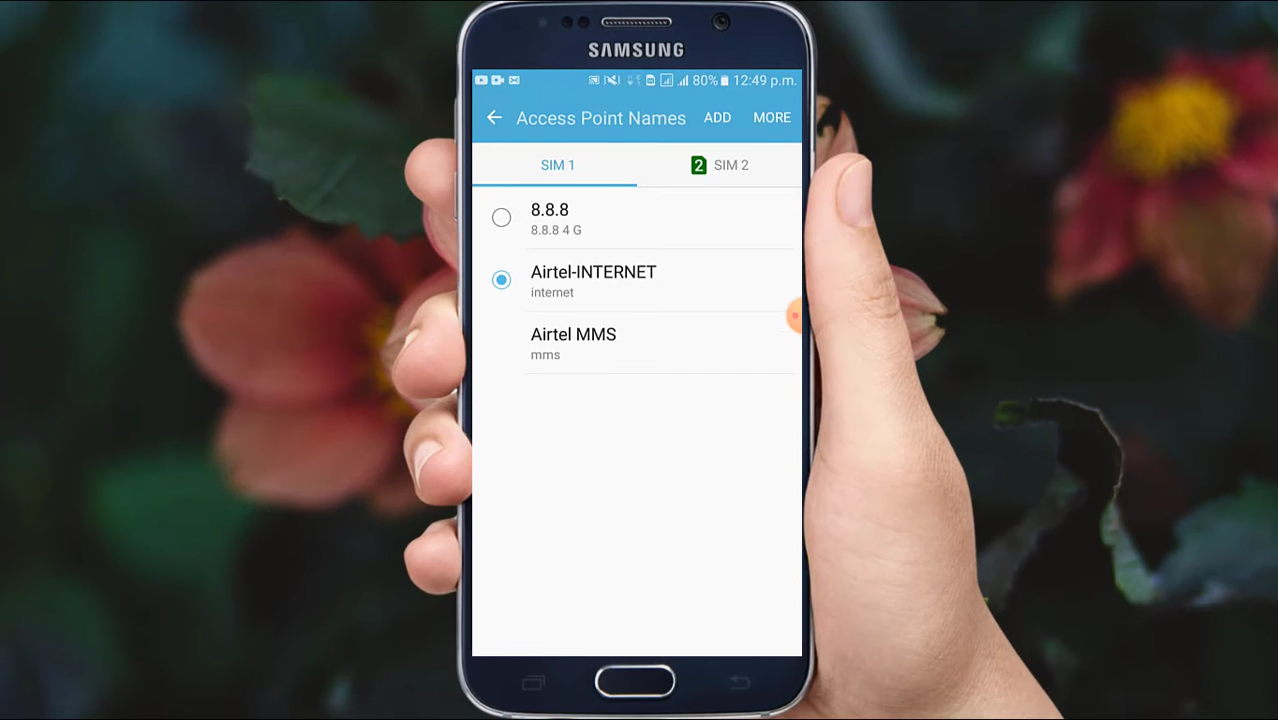 SAMSUNG
80% 12:49 p.m.
Access Point Names ADD MORE
SIM 1
2 SIM 2
8.8.8
8.8.8 4 G
Airtel-INTERNET
internet
Airtel MMS
mms